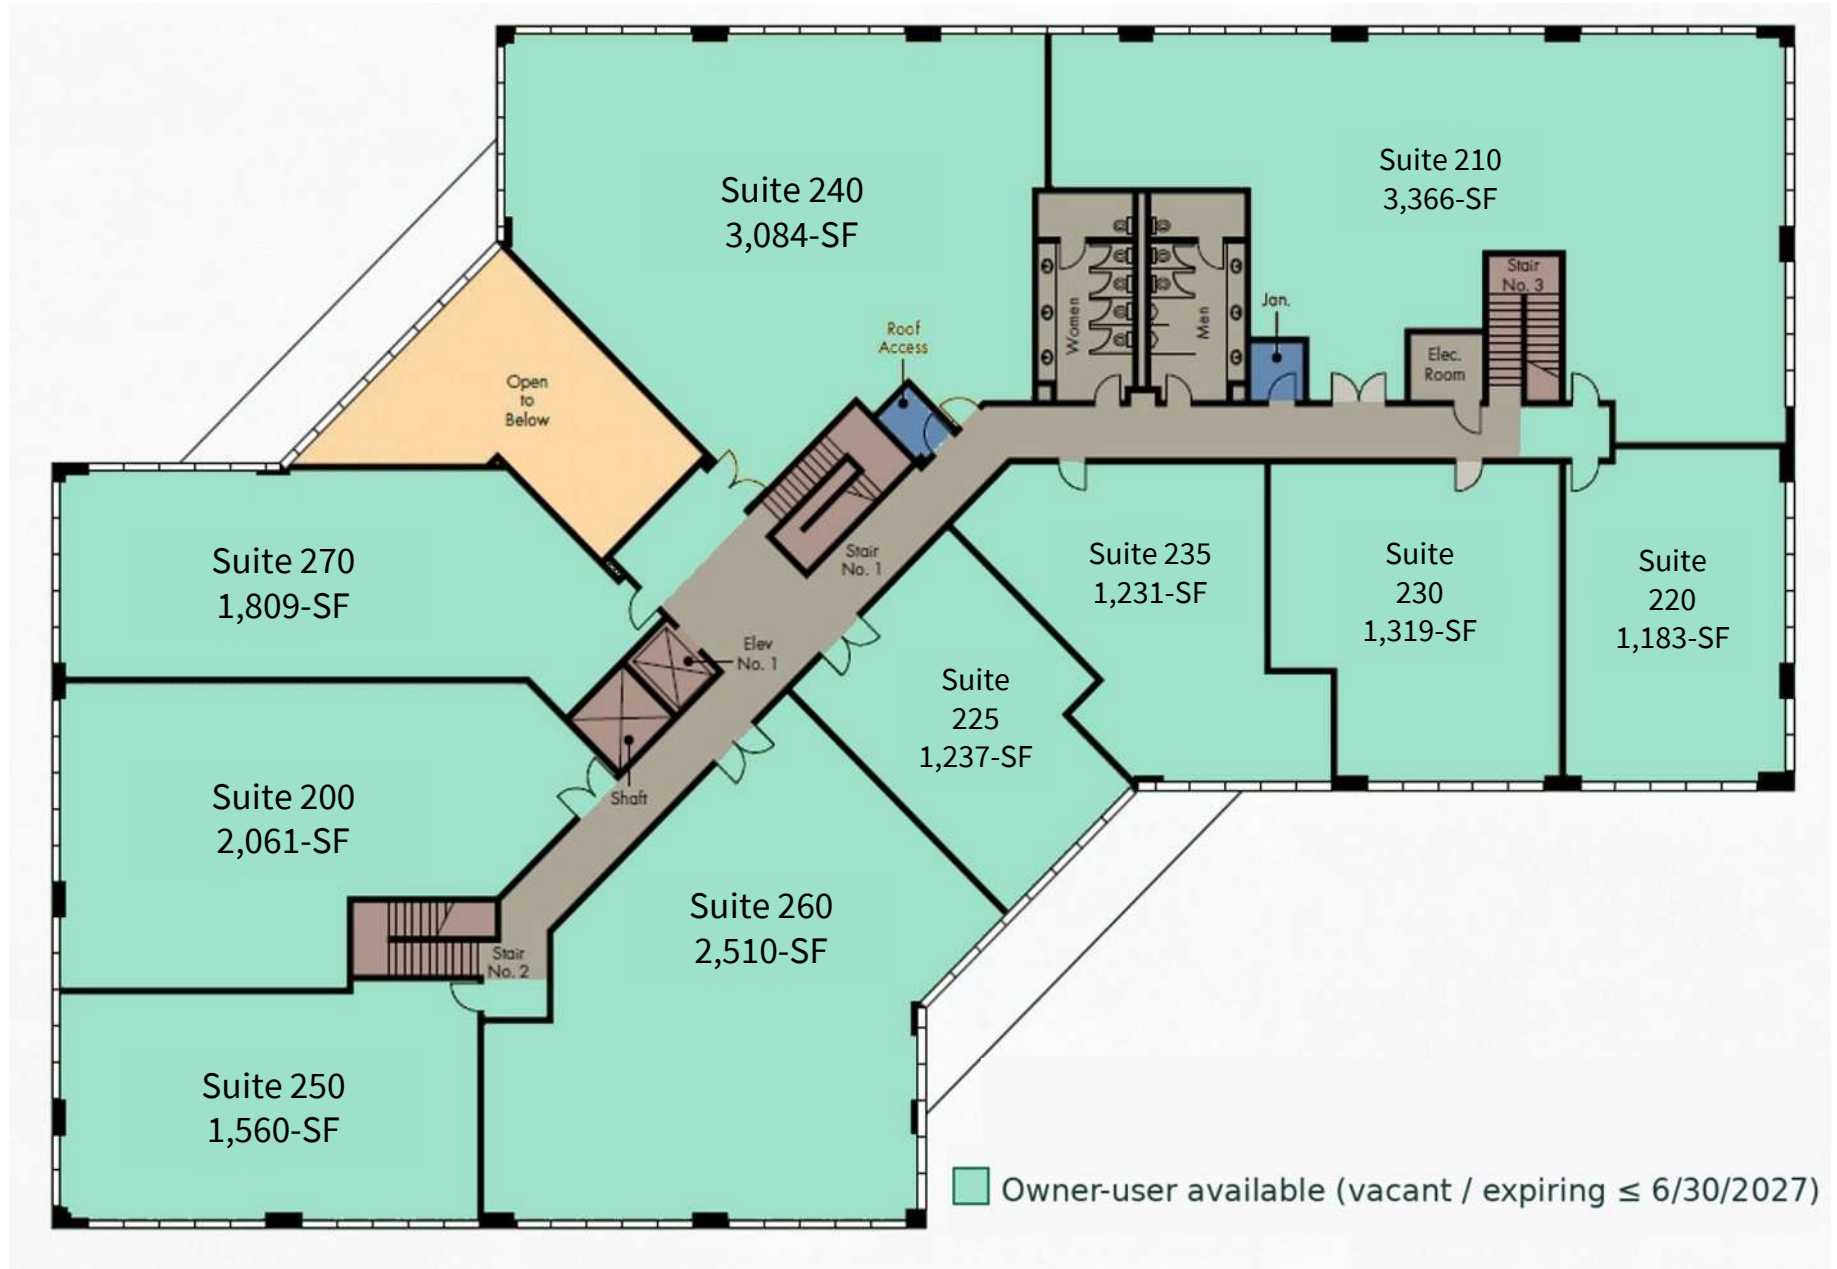 Suite 240
3,084-SF
Suite 210
3,366-SF
Stair
No. 3
Jan.
Women
Men
Roof
Access
Elec.
Room
Open
to
Below
Suite 270
1,809-SF
Stair
No. 1
Suite 235
1,231-SF
Suite
230
1,319-SF
Suite
220
1,183-SF
Elev
No. 1
Suite
225
1,237-SF
Suite 200
2,061-SF
Shaft
Suite 260
2,510-SF
Stair
No. 2
Suite 250
1,560-SF
Owner-user available (vacant / expiring ≤ 6/30/2027)